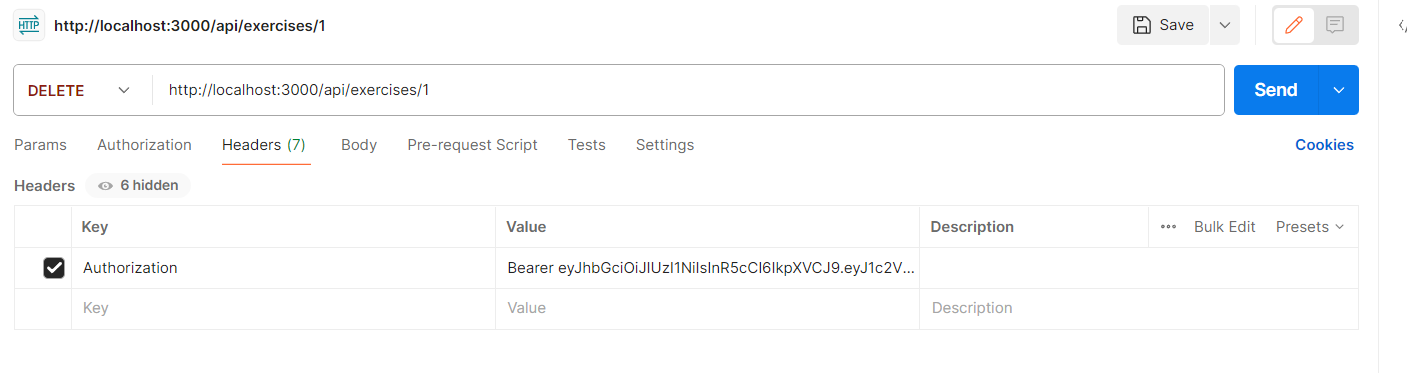 HTTP http://localhost:3000/api/exercises/1 Save
DELETE http://localhost:3000/api/exercises/1 Send
Params Authorization Headers (7) Body Pre-request Script Tests Settings Cookies
Headers 6 hidden
Key Value Description ••• Bulk Edit Presets
Authorization Bearer eyJhbGciOiJIUzI1NiIsInR5cCI6IkpXVCJ9.eyJ1c2V...
Key Value Description